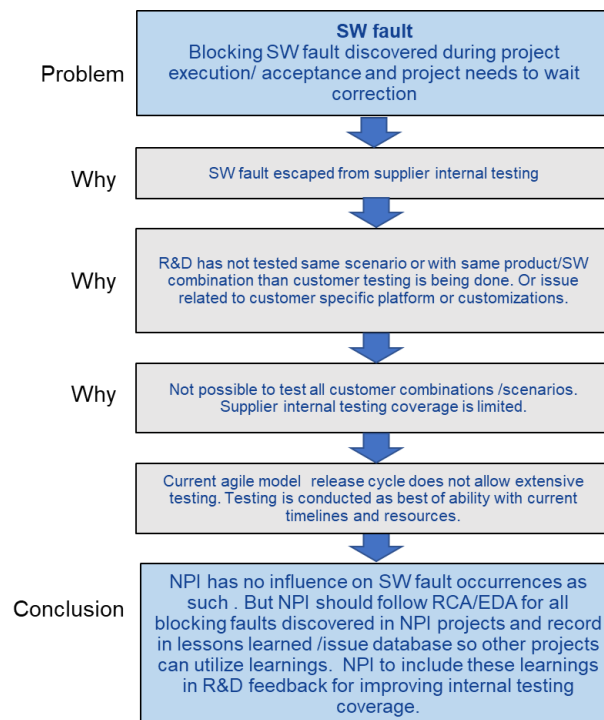 SW fault
Problem
Blocking SW fault discovered during project
execution/ acceptance and project needs to wait
correction
Why
SW fault escaped from supplier internal testing
Why
R&D has not tested same scenario or with same product/SW
combination than customer testing is being done. Or issue
related to customer specific platform or customizations.
Why
Not possible to test all customer combinations /scenarios.
Supplier internal testing coverage is limited.
Current agile model  release cycle does not allow extensive
testing. Testing is conducted as best of ability with current
timelines and resources.
Conclusion
NPI has no influence on SW fault occurrences as
such . But NPI should follow RCA/EDA for all
blocking faults discovered in NPI projects and record
in lessons learned /issue database so other projects
can utilize learnings.  NPI to include these learnings
in R&D feedback for improving internal testing
coverage.